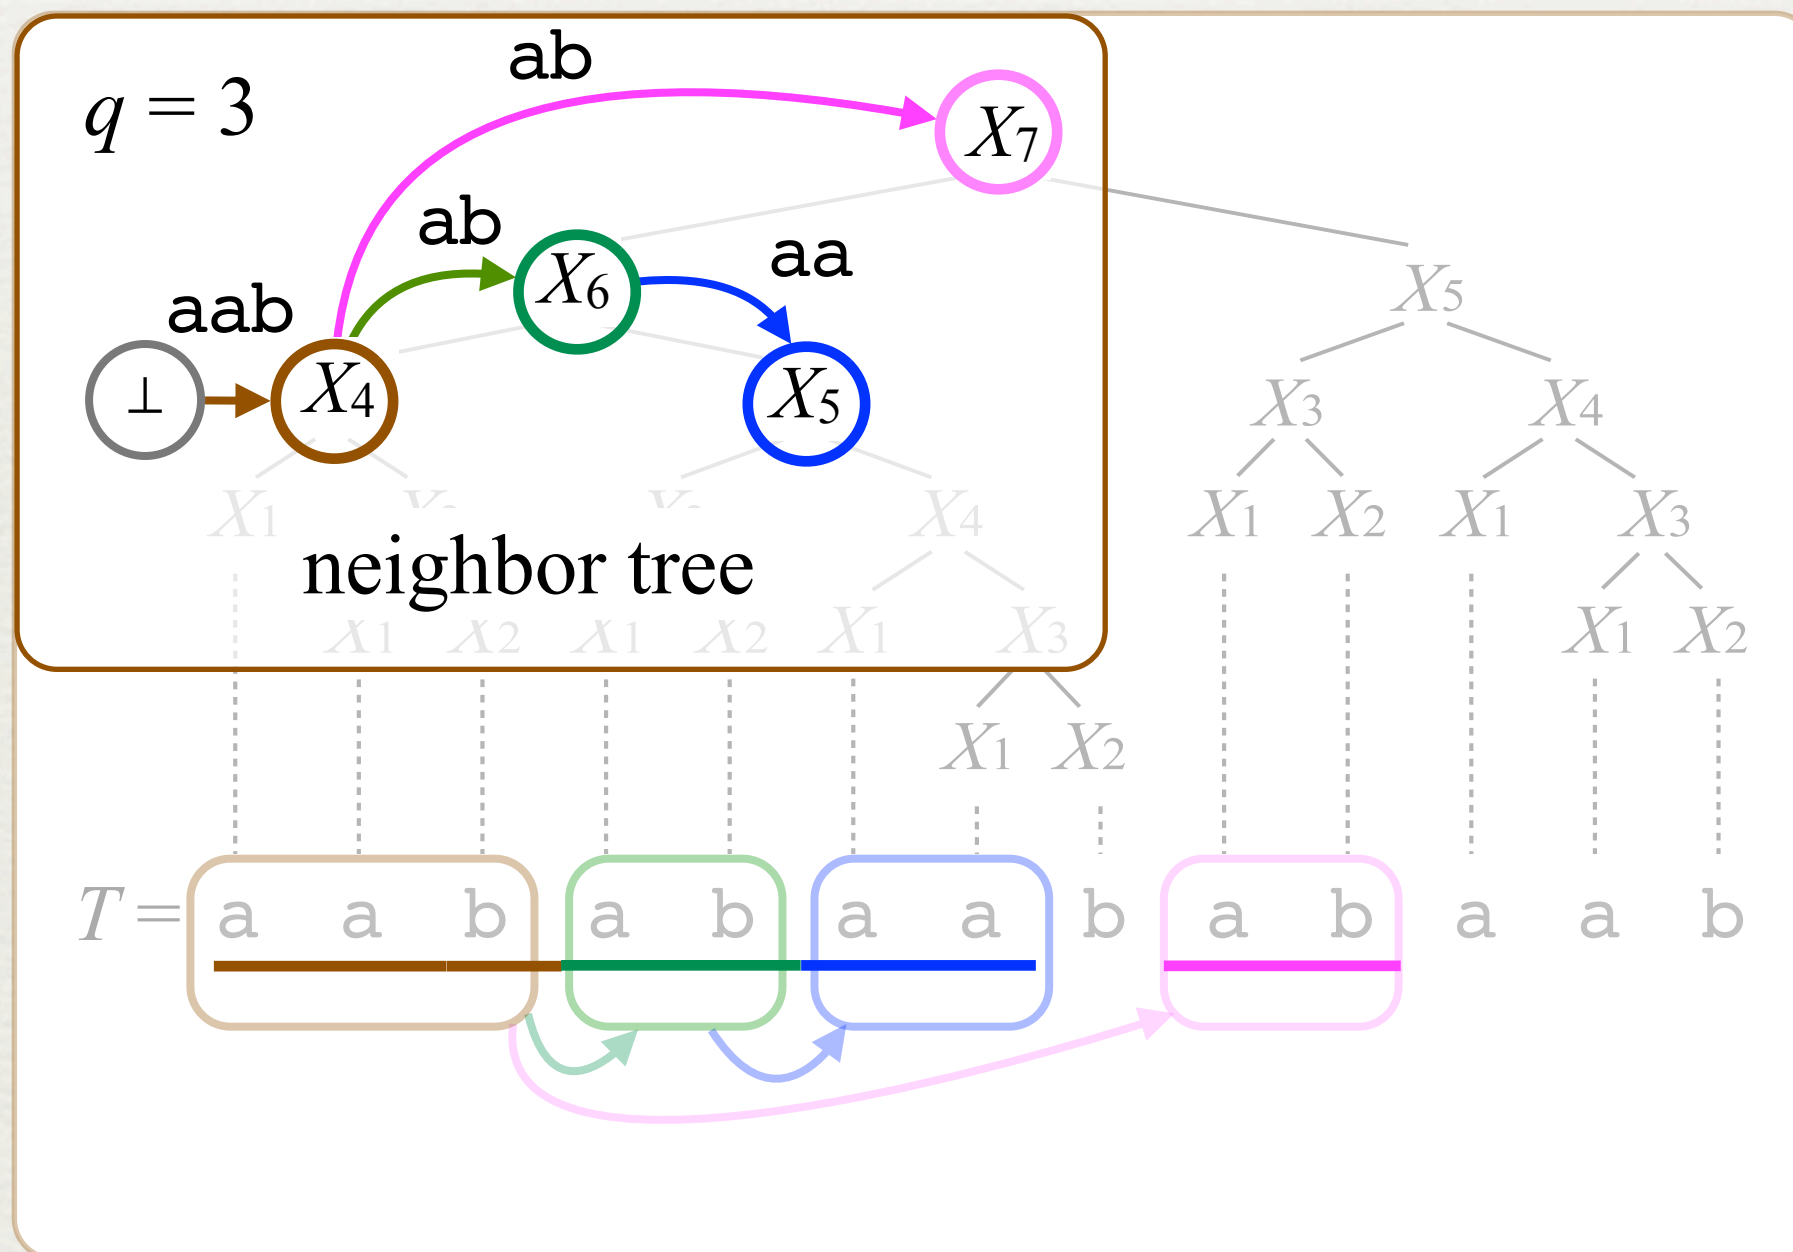 ab
q = 3
X7
ab
aa
X6
aab
X5
⊥
X4
X5
X3
X4
X1
X4
X1
X2
X1
X3
neighbor tree
X1
X2
X1
X2
X1
X3
X1
X2
X1
X2
T = a a b a b a a b a b a a b